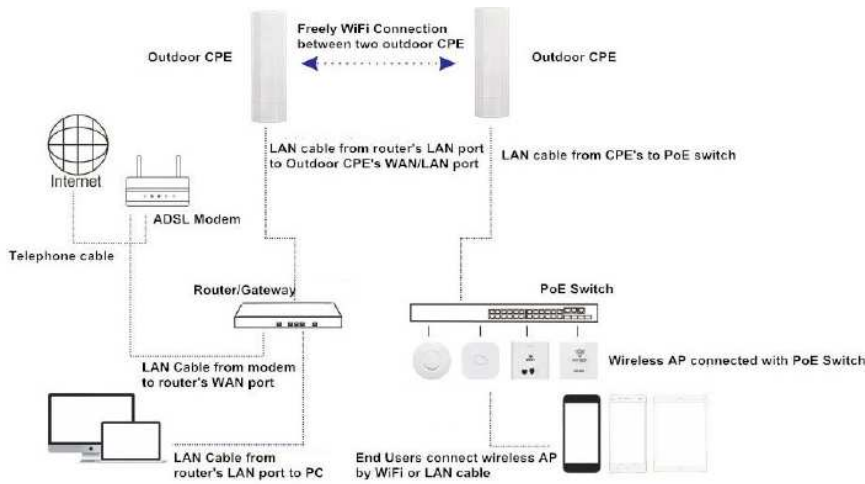 Freely WiFi Connection
between two outdoor CPE
Outdoor CPE
Outdoor CPE
LAN cable from router's LAN port
to Outdoor CPE's WAN/LAN port
LAN cable from CPE's to PoE switch
Internet
ADSL Modem
Telephone cable
Router/Gateway
PoE Switch
LAN Cable from modem
to router's WAN port
Wireless AP connected with PoE Switch
LAN Cable from
router's LAN port to PC
End Users connect wireless AP
by WiFi or LAN cable